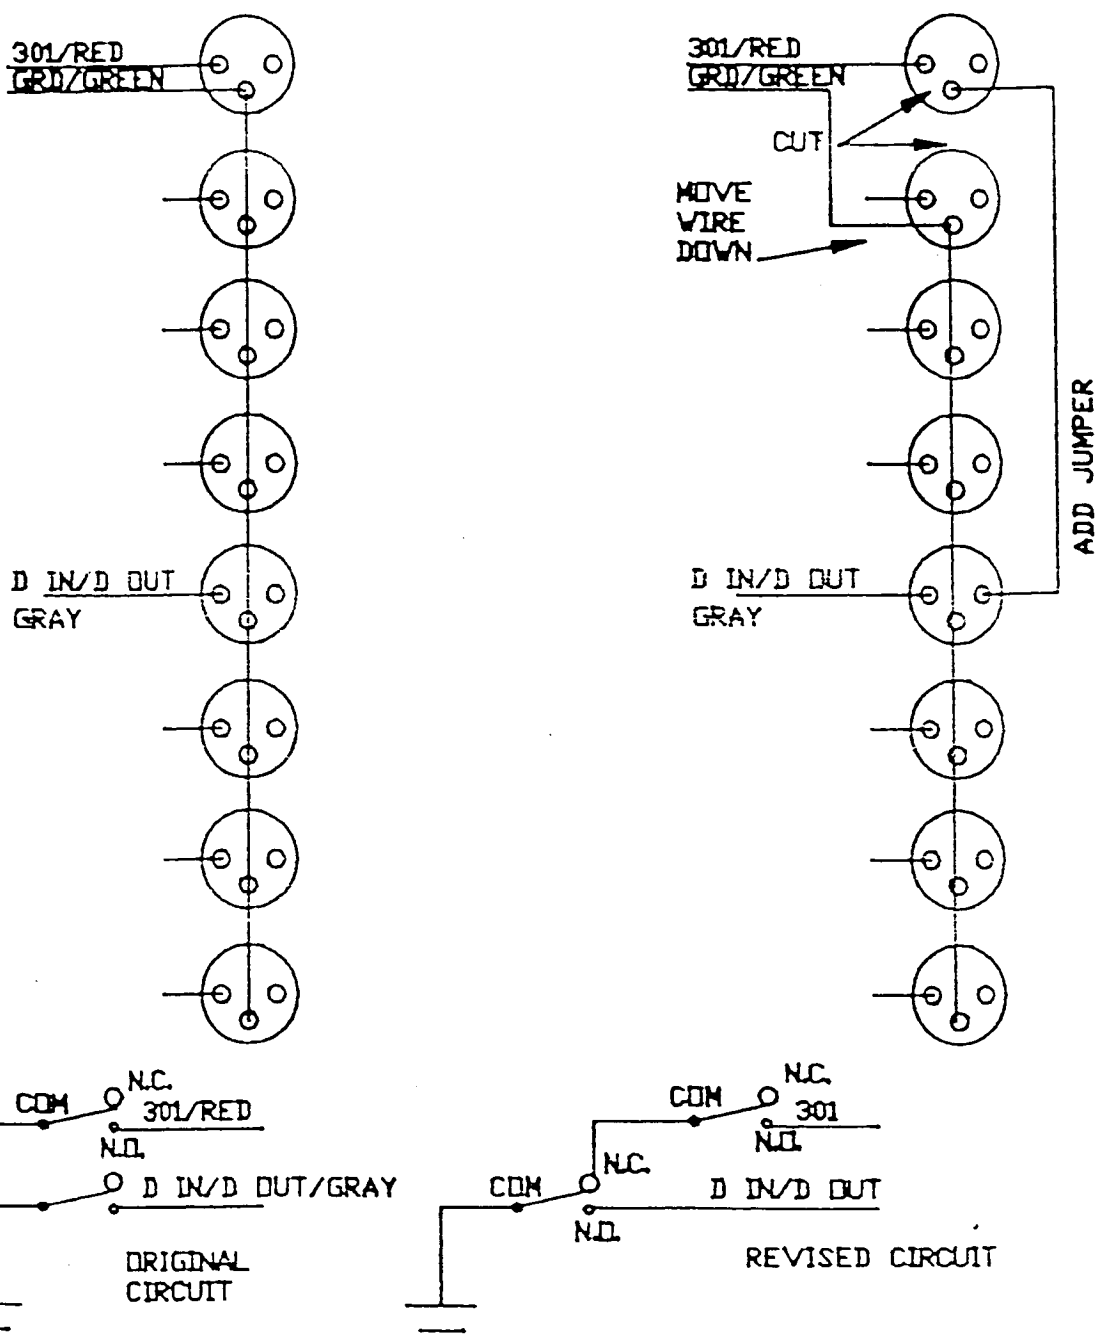 301/RED
GRD/GREEN
D IN/D OUT
GRAY
301/RED
GRD/GREEN
CUT
MOVE
WIRE
DOWN
ADD JUMPER
D IN/D OUT
GRAY
COM
N.C.
301/RED
N.O.
D IN/D OUT/GRAY
ORIGINAL
CIRCUIT
COM
N.C.
301
N.O.
COM
N.C.
D IN/D OUT
N.O.
REVISED CIRCUIT